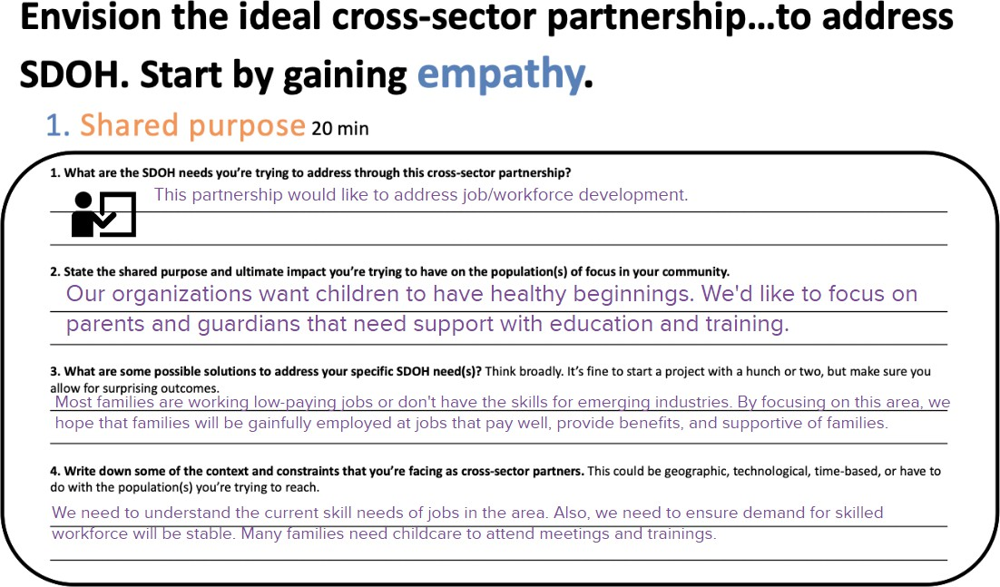 Envision the ideal cross-sector partnership...to address
SDOH. Start by gaining empathy.
1. Shared purpose 20 min
1. What are the SDOH needs you're trying to address through this cross-sector partnership?
This partnership would like to address job/workforce development.
2. State the shared purpose and ultimate impact you're trying to have on the population(s) of focus in your community.
Our organizations want children to have healthy beginnings. We'd like to focus on
parents and guardians that need support with education and training.
3. What are some possible solutions to address your specific SDOH need(s)? Think broadly. It's fine to start a project with a hunch or two, but make sure you
allow for surprising outcomes.
Most families are working low-paying jobs or don't have the skills for emerging industries. By focusing on this area, we
hope that families will be gainfully employed at jobs that pay well, provide benefits, and supportive of families.
4. Write down some of the context and constraints that you're facing as cross-sector partners. This could be geographic, technological, time-based, or have to
do with the population(s) you're trying to reach.
We need to understand the current skill needs of jobs in the area. Also, we need to ensure demand for skilled
workforce will be stable. Many families need childcare to attend meetings and trainings.